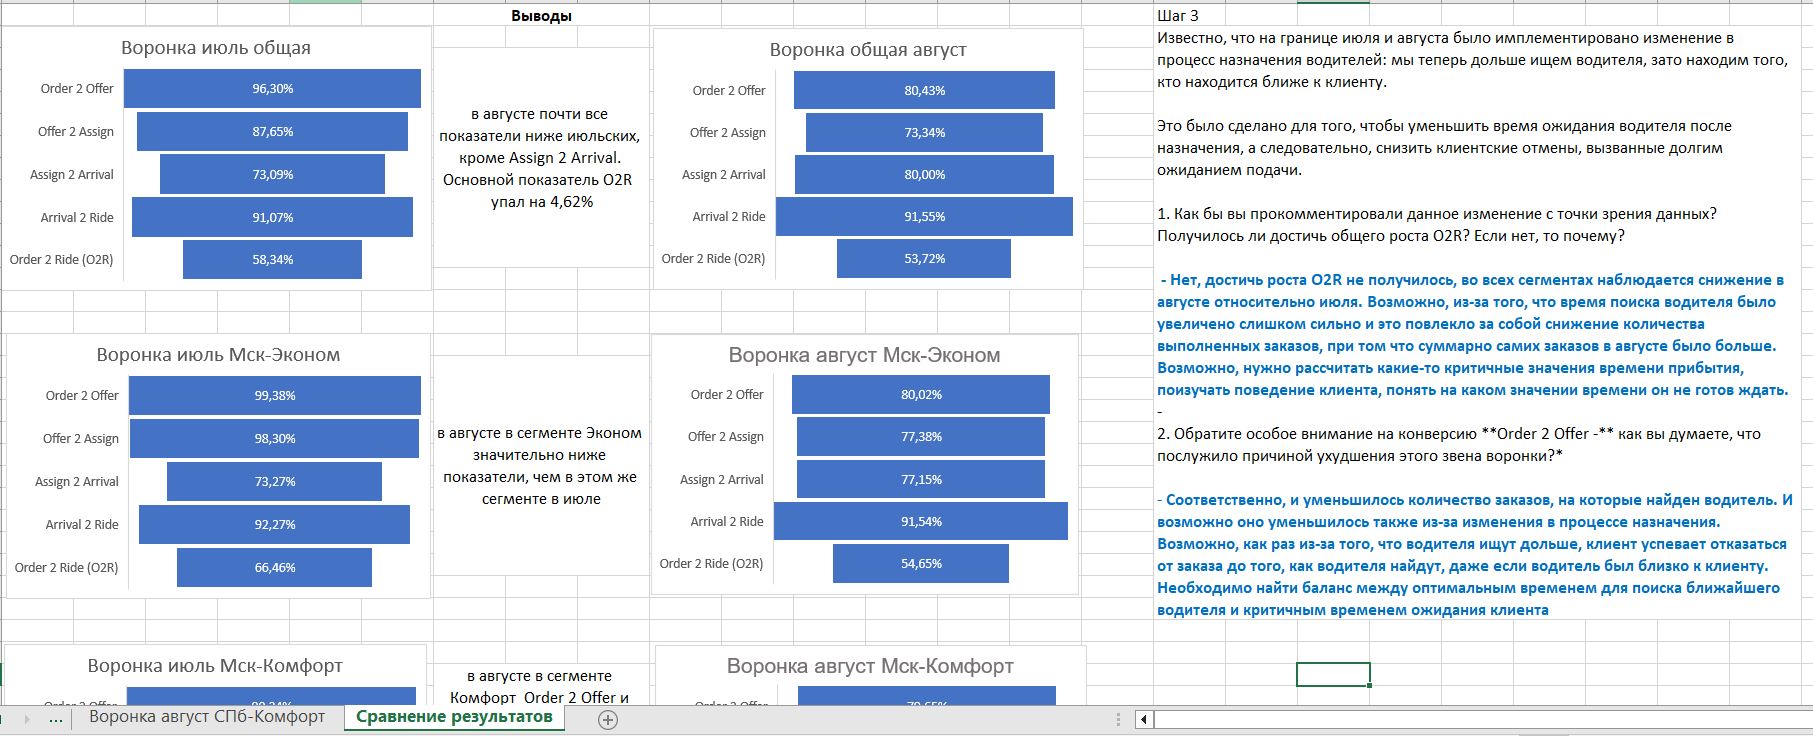 Выводы
Воронка июль общая
Order 2 Offer 96,30%
Offer 2 Assign 87,65%
Assign 2 Arrival 73,09%
Arrival 2 Ride 91,07%
Order 2 Ride (O2R) 58,34%
в августе почти все
показатели ниже июльских,
кроме Assign 2 Arrival.
Основной показатель O2R
упал на 4,62%
Воронка общая август
Order 2 Offer 80,43%
Offer 2 Assign 73,34%
Assign 2 Arrival 80,00%
Arrival 2 Ride 91,55%
Order 2 Ride (O2R) 53,72%
Воронка июль Мск-Эконом
Order 2 Offer 99,38%
Offer 2 Assign 98,30%
Assign 2 Arrival 73,27%
Arrival 2 Ride 92,27%
Order 2 Ride (O2R) 66,46%
в августе в сегменте Эконом
значительно ниже
показатели, чем в этом же
сегменте в июле
Воронка август Мск-Эконом
Order 2 Offer 80,02%
Offer 2 Assign 77,38%
Assign 2 Arrival 77,15%
Arrival 2 Ride 91,54%
Order 2 Ride (O2R) 54,65%
Воронка июль Мск-Комфорт
в августе в сегменте
Комфорт Order 2 Offer и
Воронка август Мск-Комфорт
Шаг 3
Известно, что на границе июля и августа было имплементировано изменение в
процесс назначения водителей: мы теперь дольше ищем водителя, зато находим того,
кто находится ближе к клиенту.
Это было сделано для того, чтобы уменьшить время ожидания водителя после
назначения, а следовательно, снизить клиентские отмены, вызванные долгим
ожиданием подачи.
1. Как бы вы прокомментировали данное изменение с точки зрения данных?
Получилось ли достичь общего роста O2R? Если нет, то почему?
- Нет, достичь роста O2R не получилось, во всех сегментах наблюдается снижение в
августе относительно июля. Возможно, из-за того, что время поиска водителя было
увеличено слишком сильно и это повлекло за собой снижение количества
выполненных заказов, при том что суммарно самих заказов в августе было больше.
Возможно, нужно рассчитать какие-то критичные значения времени прибытия,
поизучать поведение клиента, понять на каком значении времени он не готов ждать.
-
2. Обратите особое внимание на конверсию **Order 2 Offer -** как вы думаете, что
послужило причиной ухудшения этого звена воронки?*
- Соответственно, и уменьшилось количество заказов, на которые найден водитель. И
возможно оно уменьшилось также из-за изменения в процессе назначения.
Возможно, как раз из-за того, что водителя ищут дольше, клиент успевает отказаться
от заказа до того, как водителя найдут, даже если водитель был близко к клиенту.
Необходимо найти баланс между оптимальным временем для поиска ближайшего
водителя и критичным временем ожидания клиента
... Воронка август СПб-Комфорт Сравнение результатов